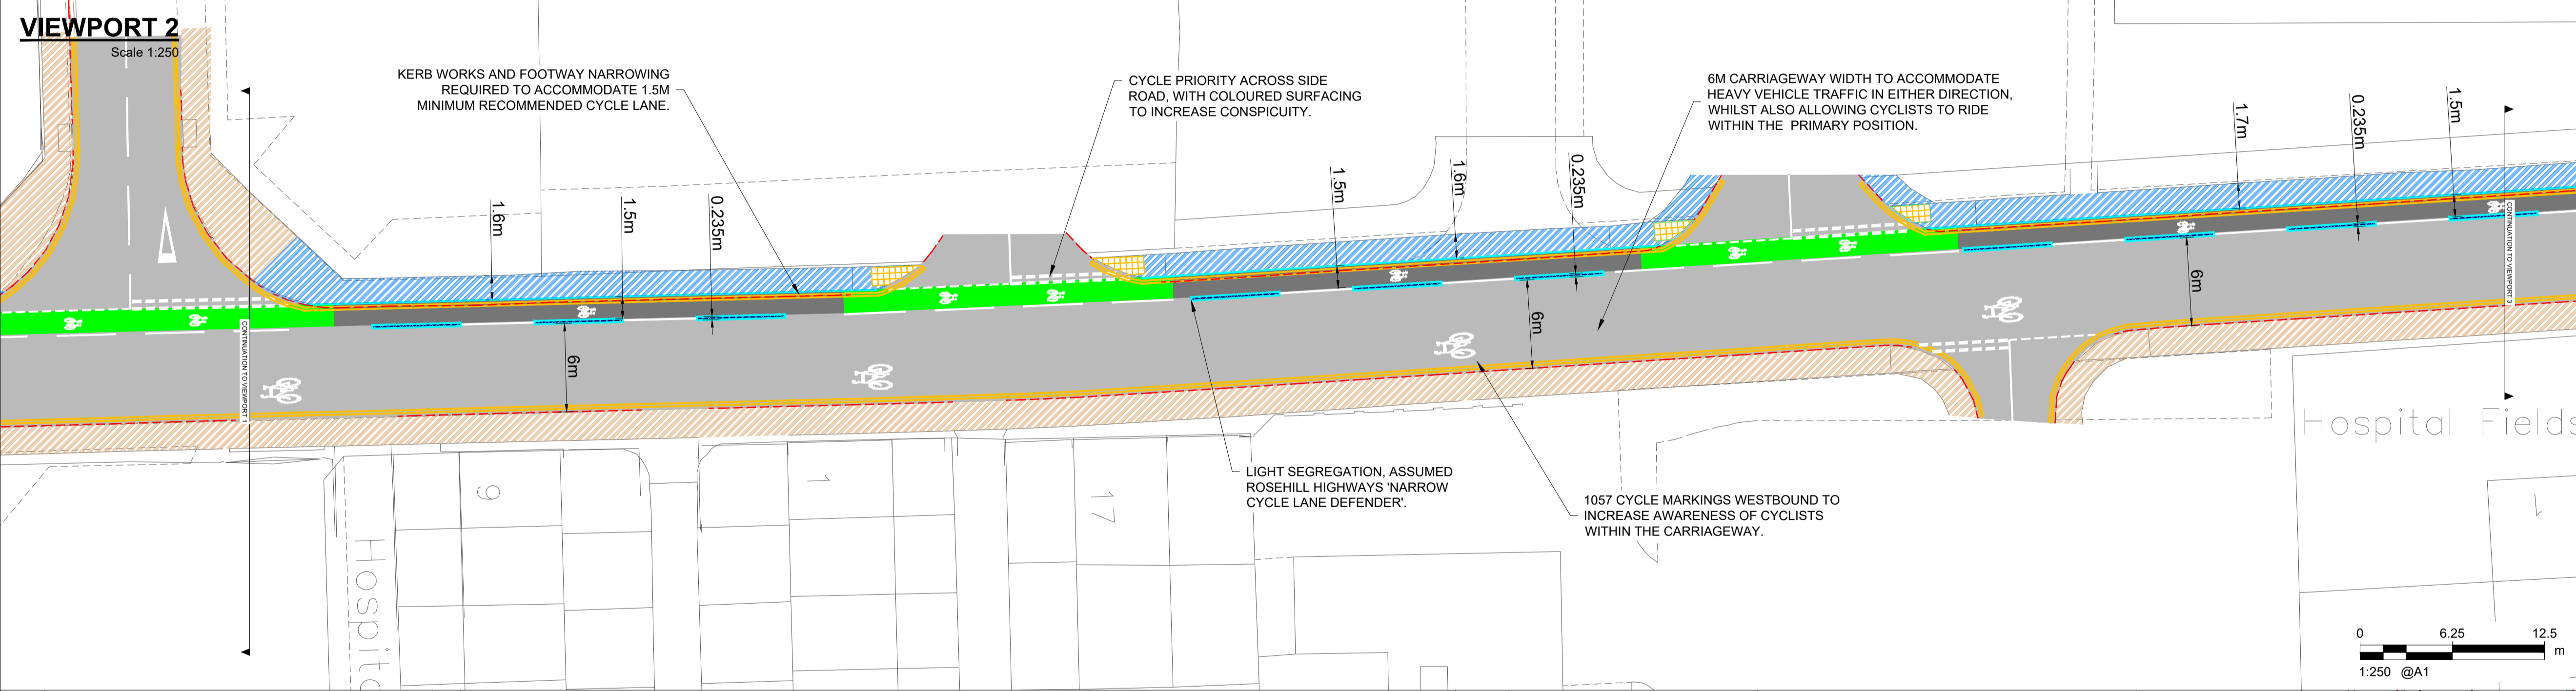 VIEWPORT 2
Scale 1:250
KERB WORKS AND FOOTWAY NARROWING
REQUIRED TO ACCOMMODATE 1.5M
MINIMUM RECOMMENDED CYCLE LANE.
CYCLE PRIORITY ACROSS SIDE
ROAD, WITH COLOURED SURFACING
TO INCREASE CONSPICUITY.
6M CARRIAGEWAY WIDTH TO ACCOMMODATE
HEAVY VEHICLE TRAFFIC IN EITHER DIRECTION,
WHILST ALSO ALLOWING CYCLISTS TO RIDE
WITHIN THE PRIMARY POSITION.
1.6m
1.5m
0.235m
1.5m
1.6m
0.235m
1.7m
0.235m
1.5m
6m
6m
6m
CONTINUATION TO VIEWPORT 1
CONTINUATION TO VIEWPORT 3
LIGHT SEGREGATION, ASSUMED
ROSEHILL HIGHWAYS 'NARROW
CYCLE LANE DEFENDER'.
1057 CYCLE MARKINGS WESTBOUND TO
INCREASE AWARENESS OF CYCLISTS
WITHIN THE CARRIAGEWAY.
Hospital Fields
9
1
17
1
0 6.25 12.5
m
1:250 @A1